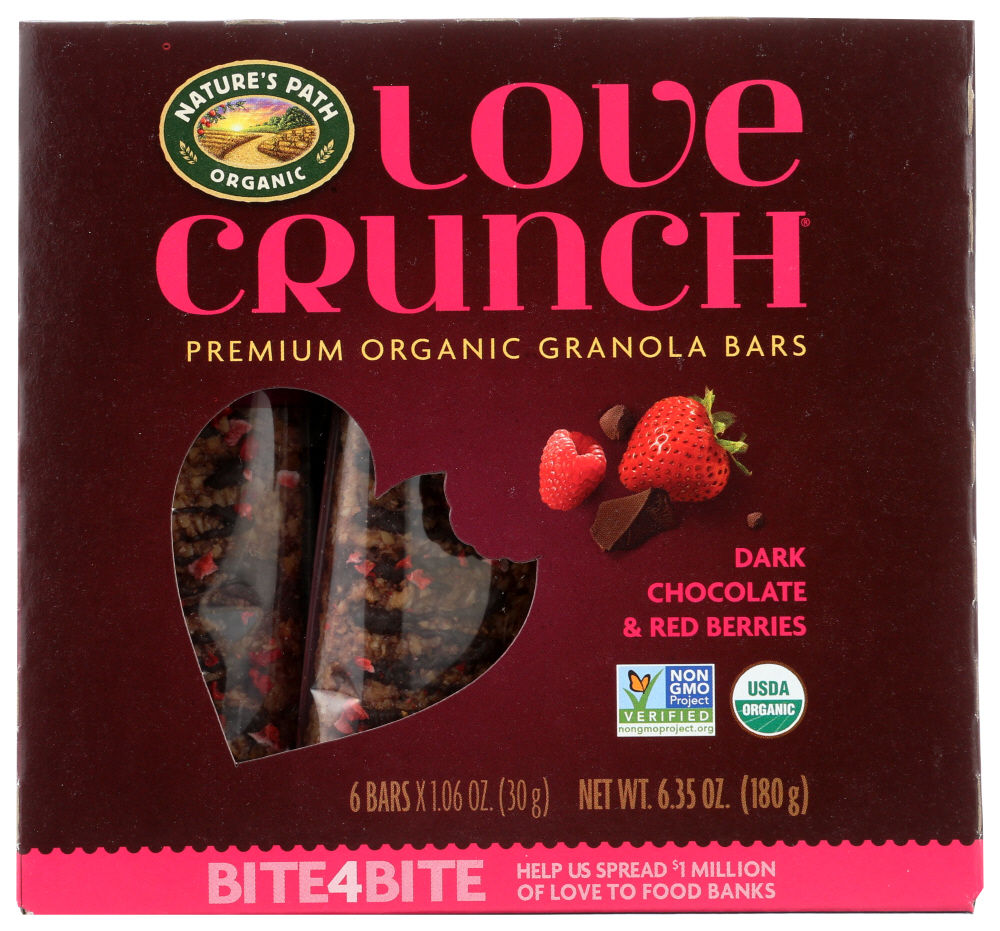 NATURE'S PATH
ORGANIC
LOVE
CRUNCH®
PREMIUM ORGANIC GRANOLA BARS
DARK
CHOCOLATE
& RED BERRIES
NON
GMO
Project
VERIFIED
nongmoproject.org
USDA
ORGANIC
6 BARS X 1.06 OZ. (30 g) NET WT. 6.35 OZ. (180 g)
BITE4BITE
HELP US SPREAD $1 MILLION
OF LOVE TO FOOD BANKS